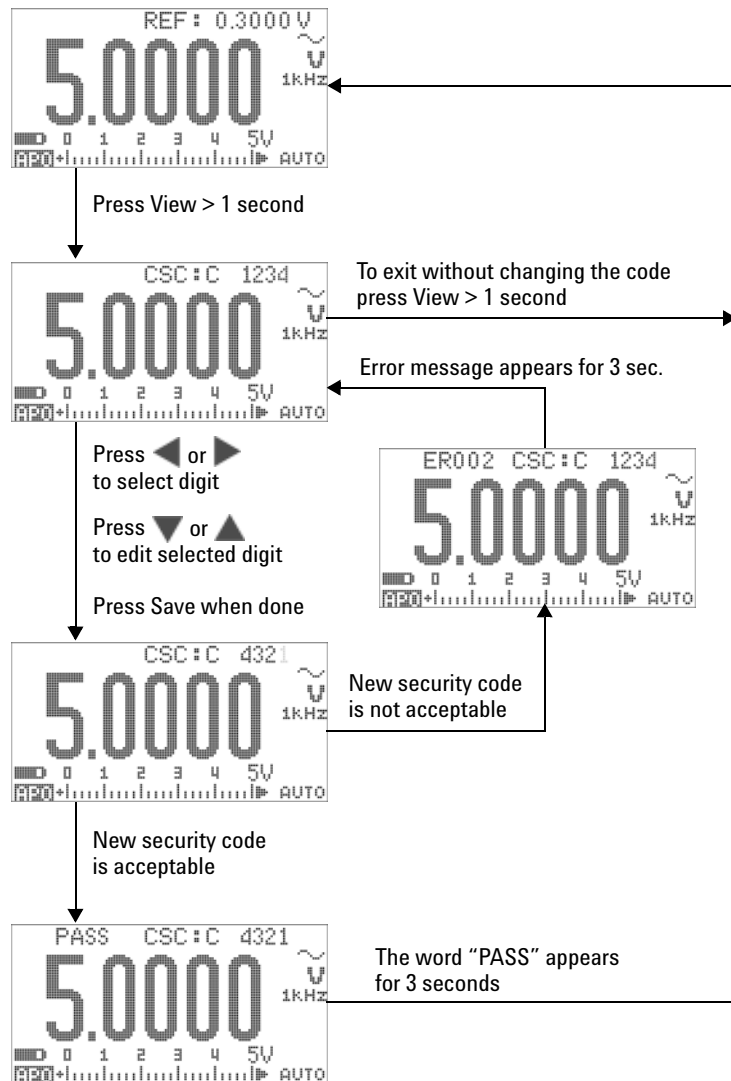 REF: 0.3000 V
5.0000 V
1kHz
0 1 2 3 4 5V
APO AUTO
Press View > 1 second
CSC:C 1234
5.0000 V
1kHz
0 1 2 3 4 5V
APO AUTO
To exit without changing the code
press View > 1 second
Error message appears for 3 sec.
Press ◀ or ▶
to select digit
Press ▼ or ▲
to edit selected digit
Press Save when done
ER002 CSC:C 1234
5.0000 V
1kHz
0 1 2 3 4 5V
APO AUTO
CSC:C 4321
5.0000 V
1kHz
0 1 2 3 4 5V
APO AUTO
New security code
is not acceptable
New security code
is acceptable
PASS CSC:C 4321
5.0000 V
1kHz
0 1 2 3 4 5V
APO AUTO
The word “PASS” appears
for 3 seconds